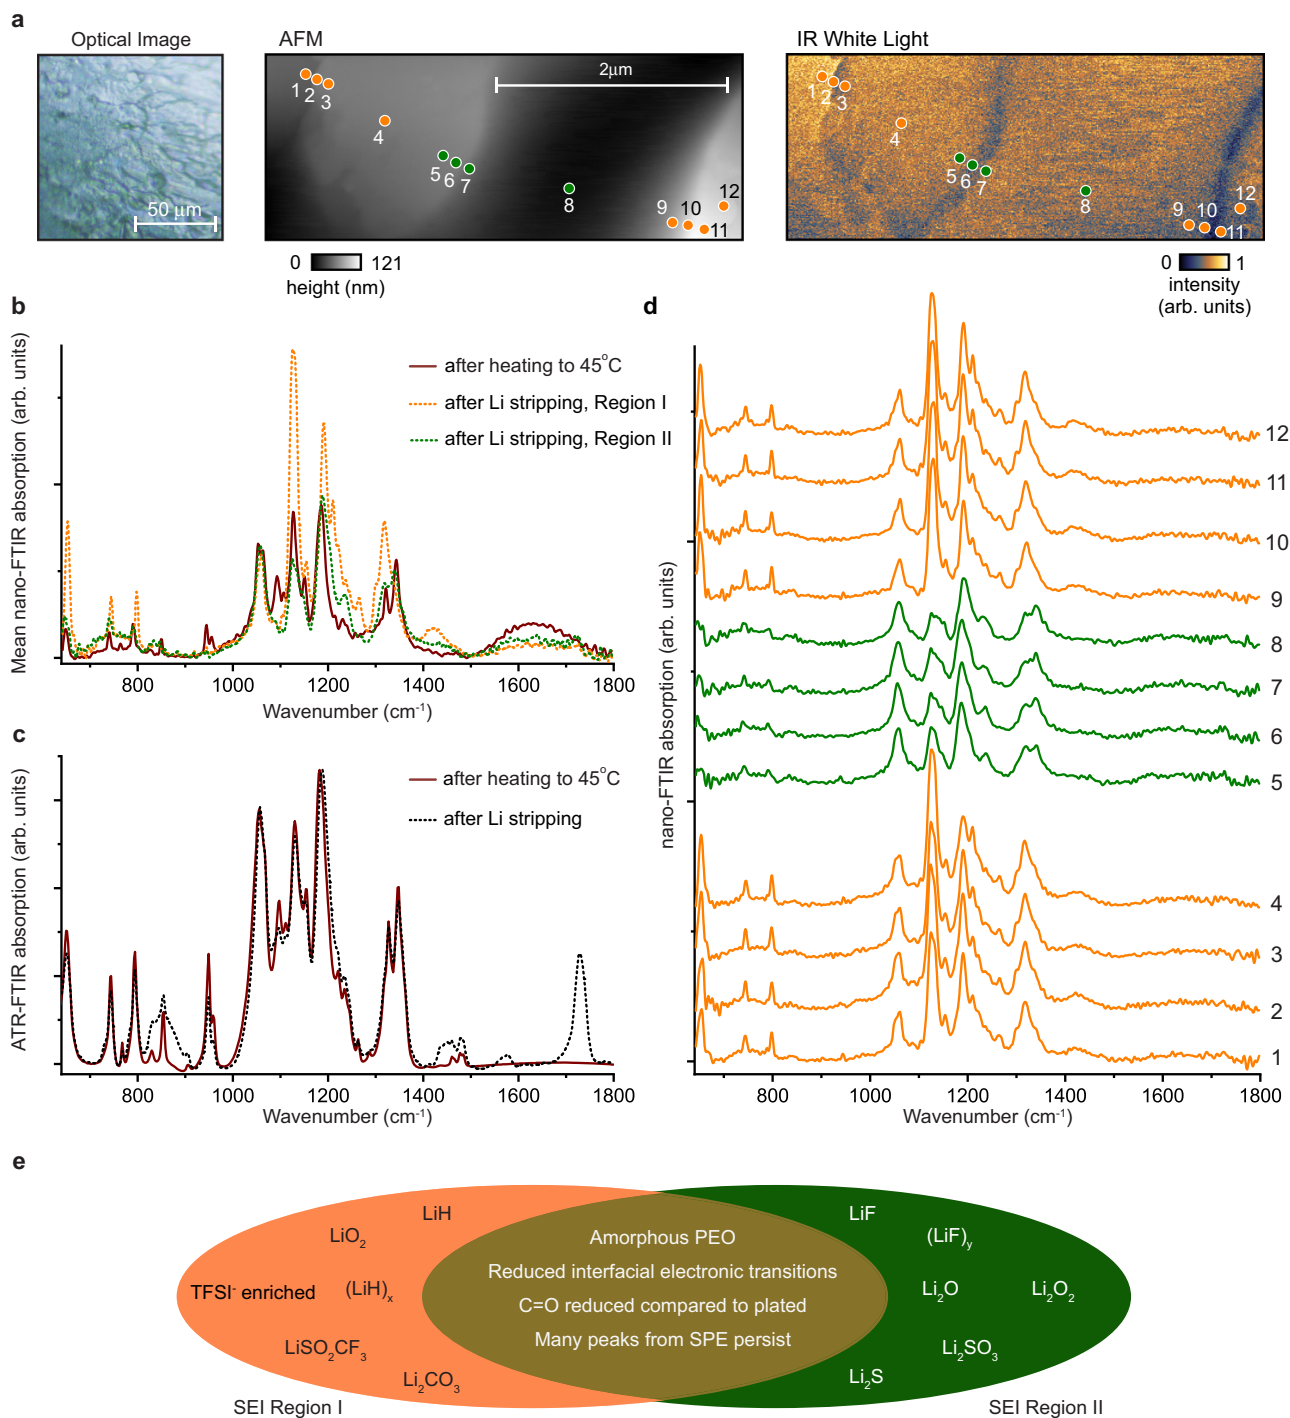 a
Optical Image
AFM
IR White Light
50 μm
2μm
1
2
3
4
5
6
7
8
9
10
11
12
1
2
3
4
5
6
7
8
9
10
11
12
0 121
height (nm)
0 1
intensity
(arb. units)
b
Mean nano-FTIR absorption (arb. units)
after heating to 45°C
after Li stripping, Region I
after Li stripping, Region II
800 1000 1200 1400 1600 1800
Wavenumber (cm⁻¹)
c
ATR-FTIR absorption (arb. units)
after heating to 45°C
after Li stripping
800 1000 1200 1400 1600 1800
Wavenumber (cm⁻¹)
d
nano-FTIR absorption (arb. units)
12
11
10
9
8
7
6
5
4
3
2
1
800 1000 1200 1400 1600 1800
Wavenumber (cm⁻¹)
e
LiH
LiO₂
TFSI⁻ enriched
(LiH)ₓ
LiSO₂CF₃
Li₂CO₃
SEI Region I
Amorphous PEO
Reduced interfacial electronic transitions
C=O reduced compared to plated
Many peaks from SPE persist
LiF
(LiF)y
Li₂O
Li₂O₂
Li₂SO₃
Li₂S
SEI Region II